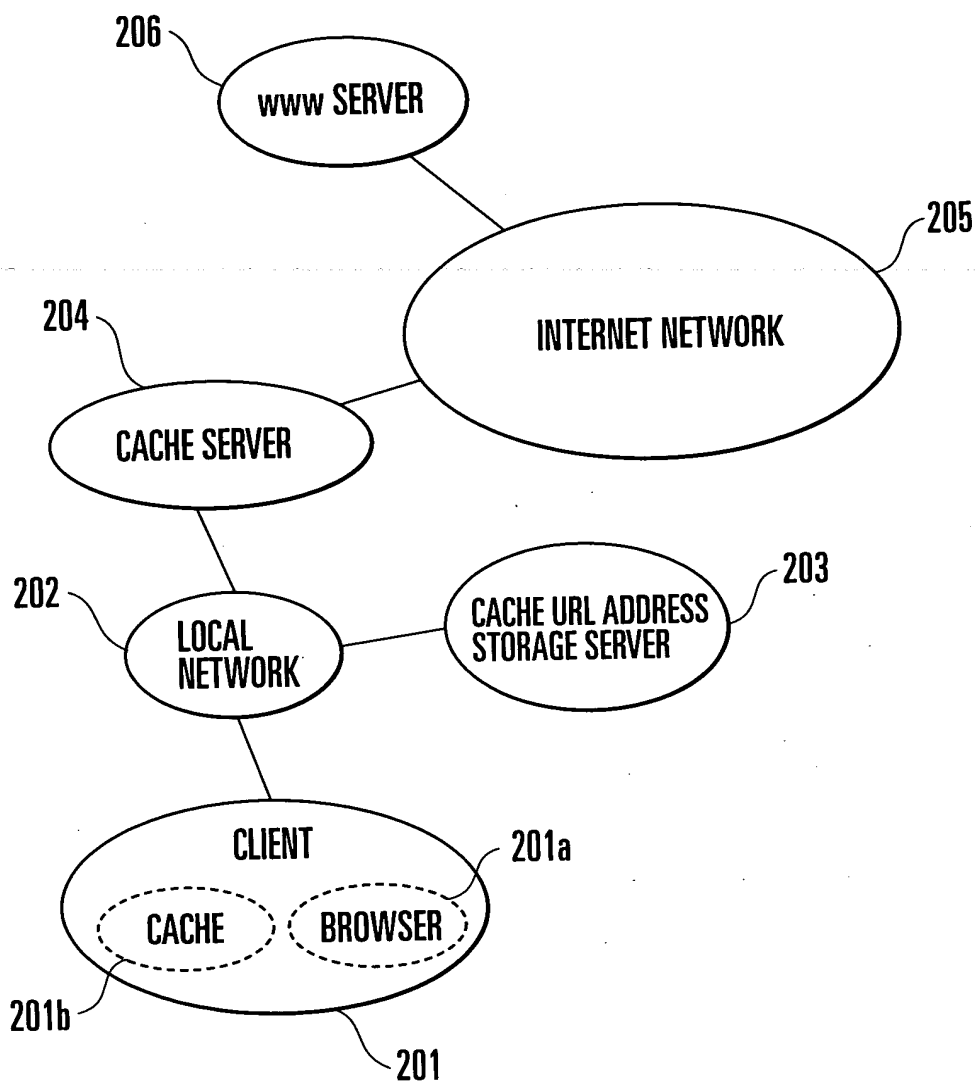 206
www SERVER
205
INTERNET NETWORK
204
CACHE SERVER
202
LOCAL
NETWORK
203
CACHE URL ADDRESS
STORAGE SERVER
CLIENT
201a
CACHE
BROWSER
201b
201